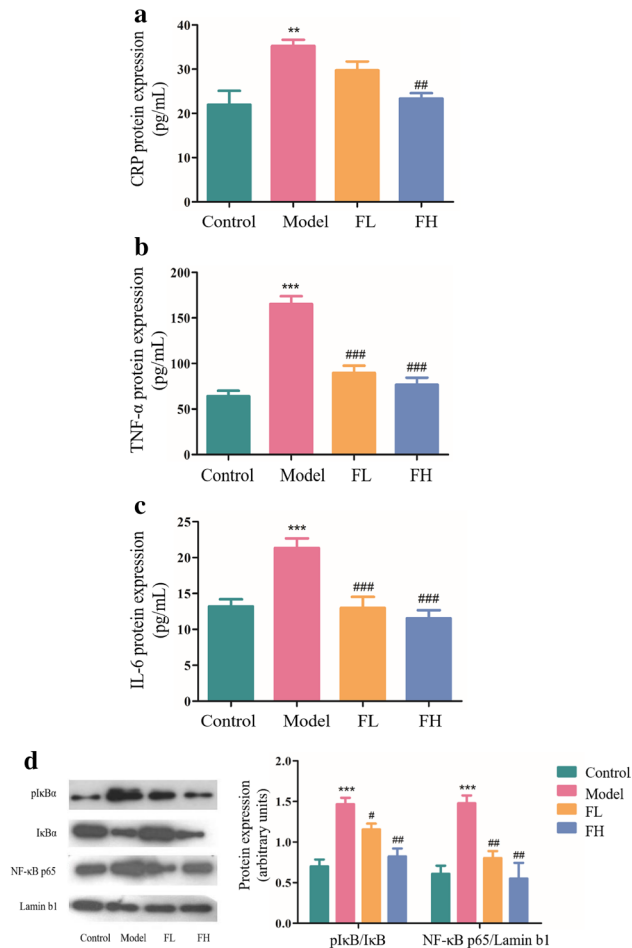 a
CRP protein expression
(pg/mL)
40
30
20
10
0
**
##
Control Model FL FH
b
TNF-α protein expression
(pg/mL)
200
150
100
50
0
***
###
###
Control Model FL FH
c
IL-6 protein expression
(pg/mL)
25
20
15
10
5
0
***
###
###
Control Model FL FH
d
pIκBα
IκBα
NF-κB p65
Lamin b1
Control Model FL FH
Protein expression
(arbitrary units)
2.0
1.5
1.0
0.5
0.0
***
#
##
***
##
##
pIκB/IκB NF-κB p65/Lamin b1
Control
Model
FL
FH